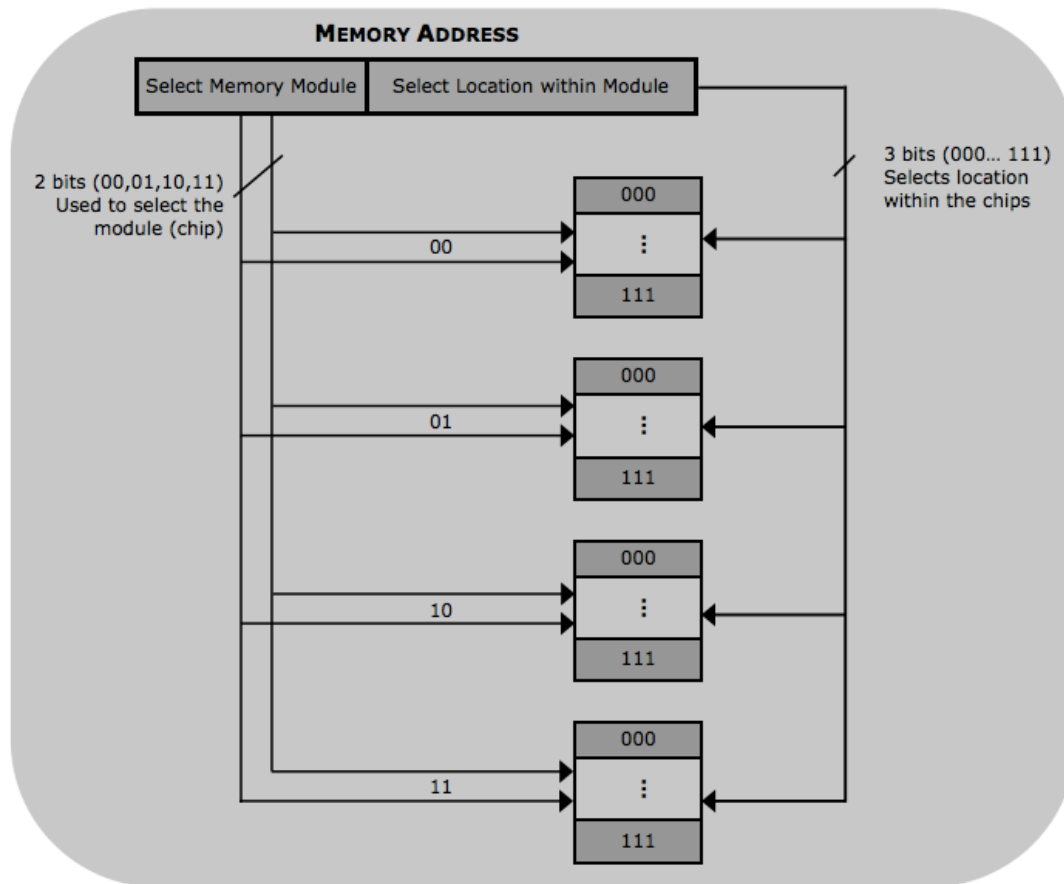 MEMORY ADDRESS
Select Memory Module
Select Location within Module
2 bits (00,01,10,11)
Used to select the
module (chip)
3 bits (000... 111)
Selects location
within the chips
000
00
111
000
01
111
000
10
111
000
11
111